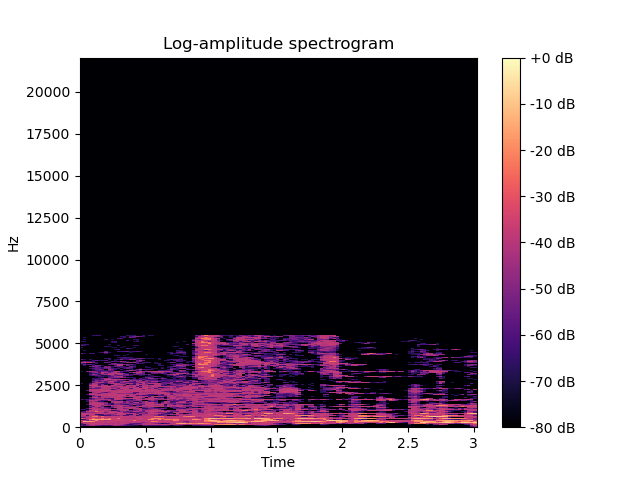 Log-amplitude spectrogram
Hz
20000
17500
15000
12500
10000
7500
5000
2500
0
0 0.5 1 1.5 2 2.5 3
Time
+0 dB
-10 dB
-20 dB
-30 dB
-40 dB
-50 dB
-60 dB
-70 dB
-80 dB